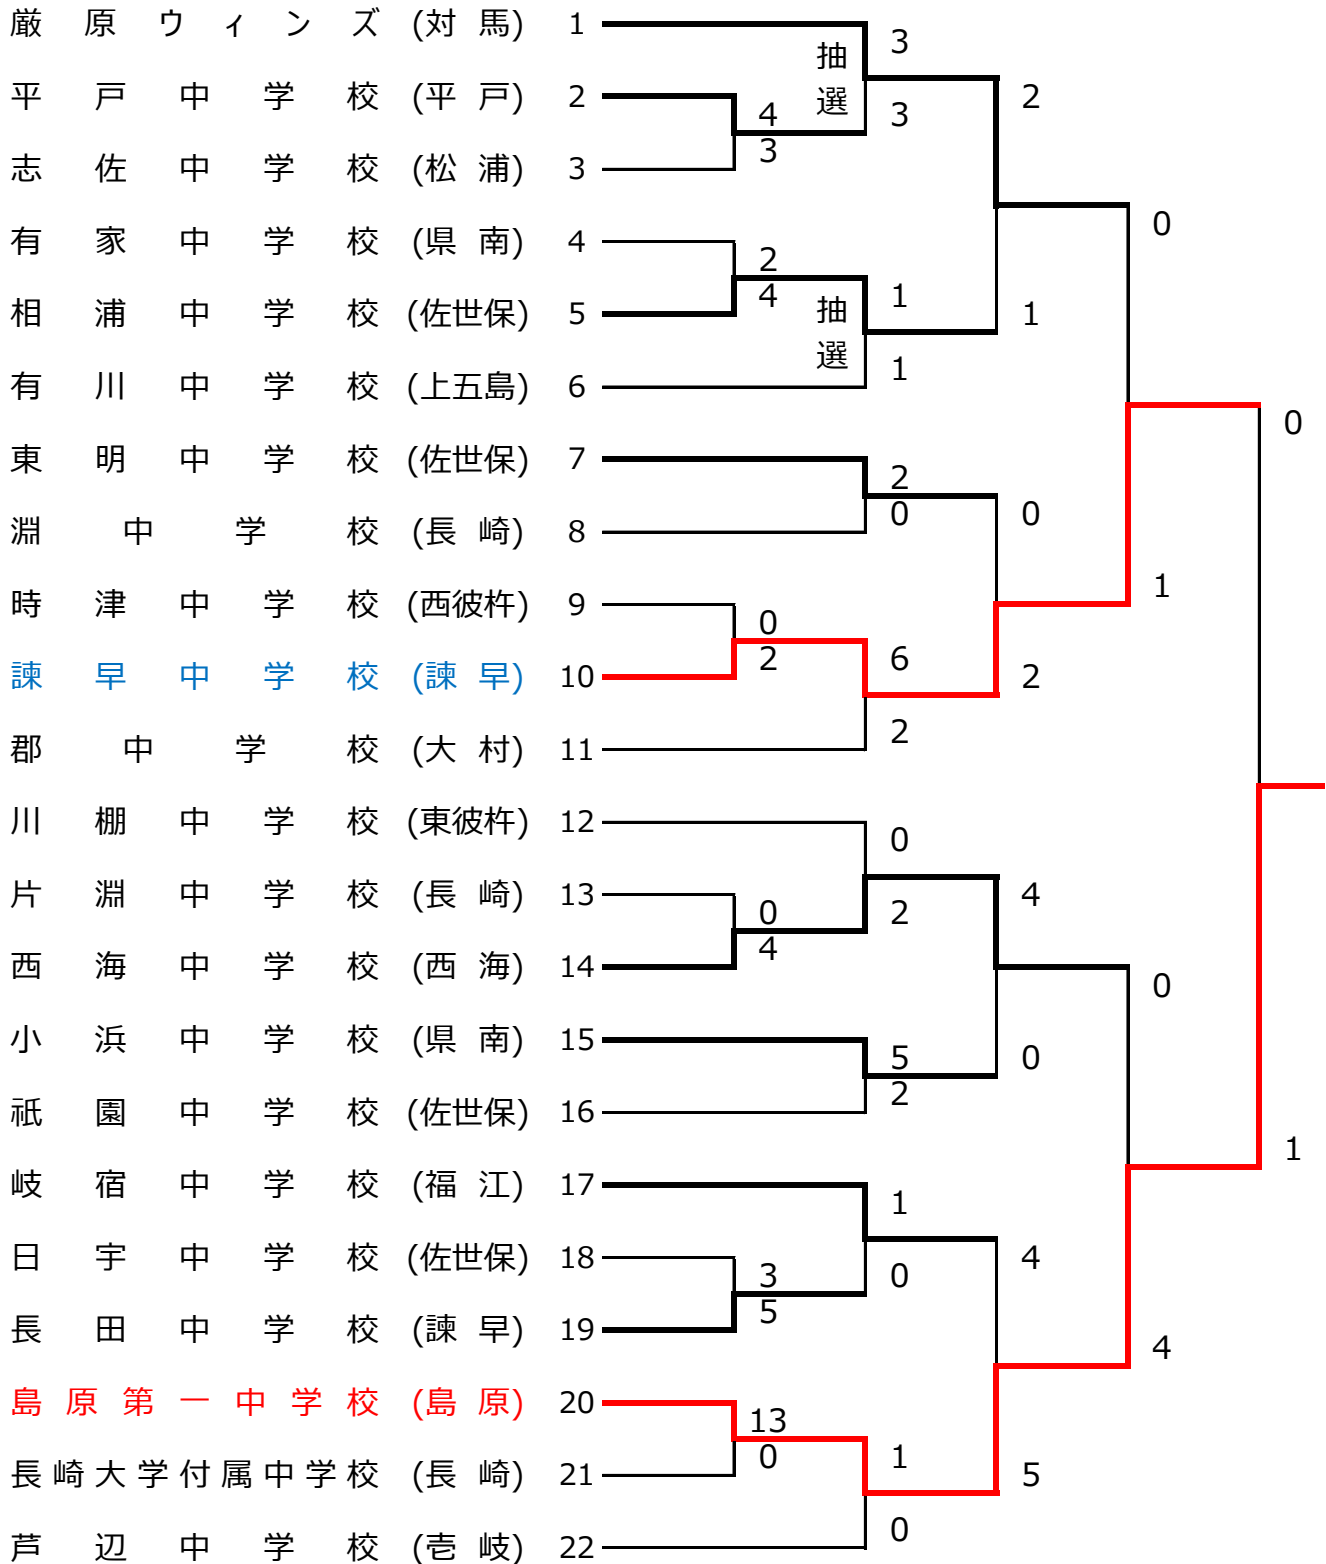 厳原ウィンズ (対馬) 1
3
抽選
平戸中学校 (平戸) 2
2
4
3
3
志佐中学校 (松浦) 3
0
有家中学校 (県南) 4
2
4
1
抽選
相浦中学校 (佐世保) 5
1
1
有川中学校 (上五島) 6
0
東明中学校 (佐世保) 7
2
0
0
淵中学校 (長崎) 8
1
時津中学校 (西彼杵) 9
0
2
6
諫早中学校 (諫早) 10
2
2
郡中学校 (大村) 11
川棚中学校 (東彼杵) 12
0
片淵中学校 (長崎) 13
4
0
4
2
西海中学校 (西海) 14
0
小浜中学校 (県南) 15
5
2
0
祇園中学校 (佐世保) 16
1
岐宿中学校 (福江) 17
1
日宇中学校 (佐世保) 18
4
3
5
0
長田中学校 (諫早) 19
4
島原第一中学校 (島原) 20
13
0
1
長崎大学付属中学校 (長崎) 21
5
0
芦辺中学校 (壱岐) 22